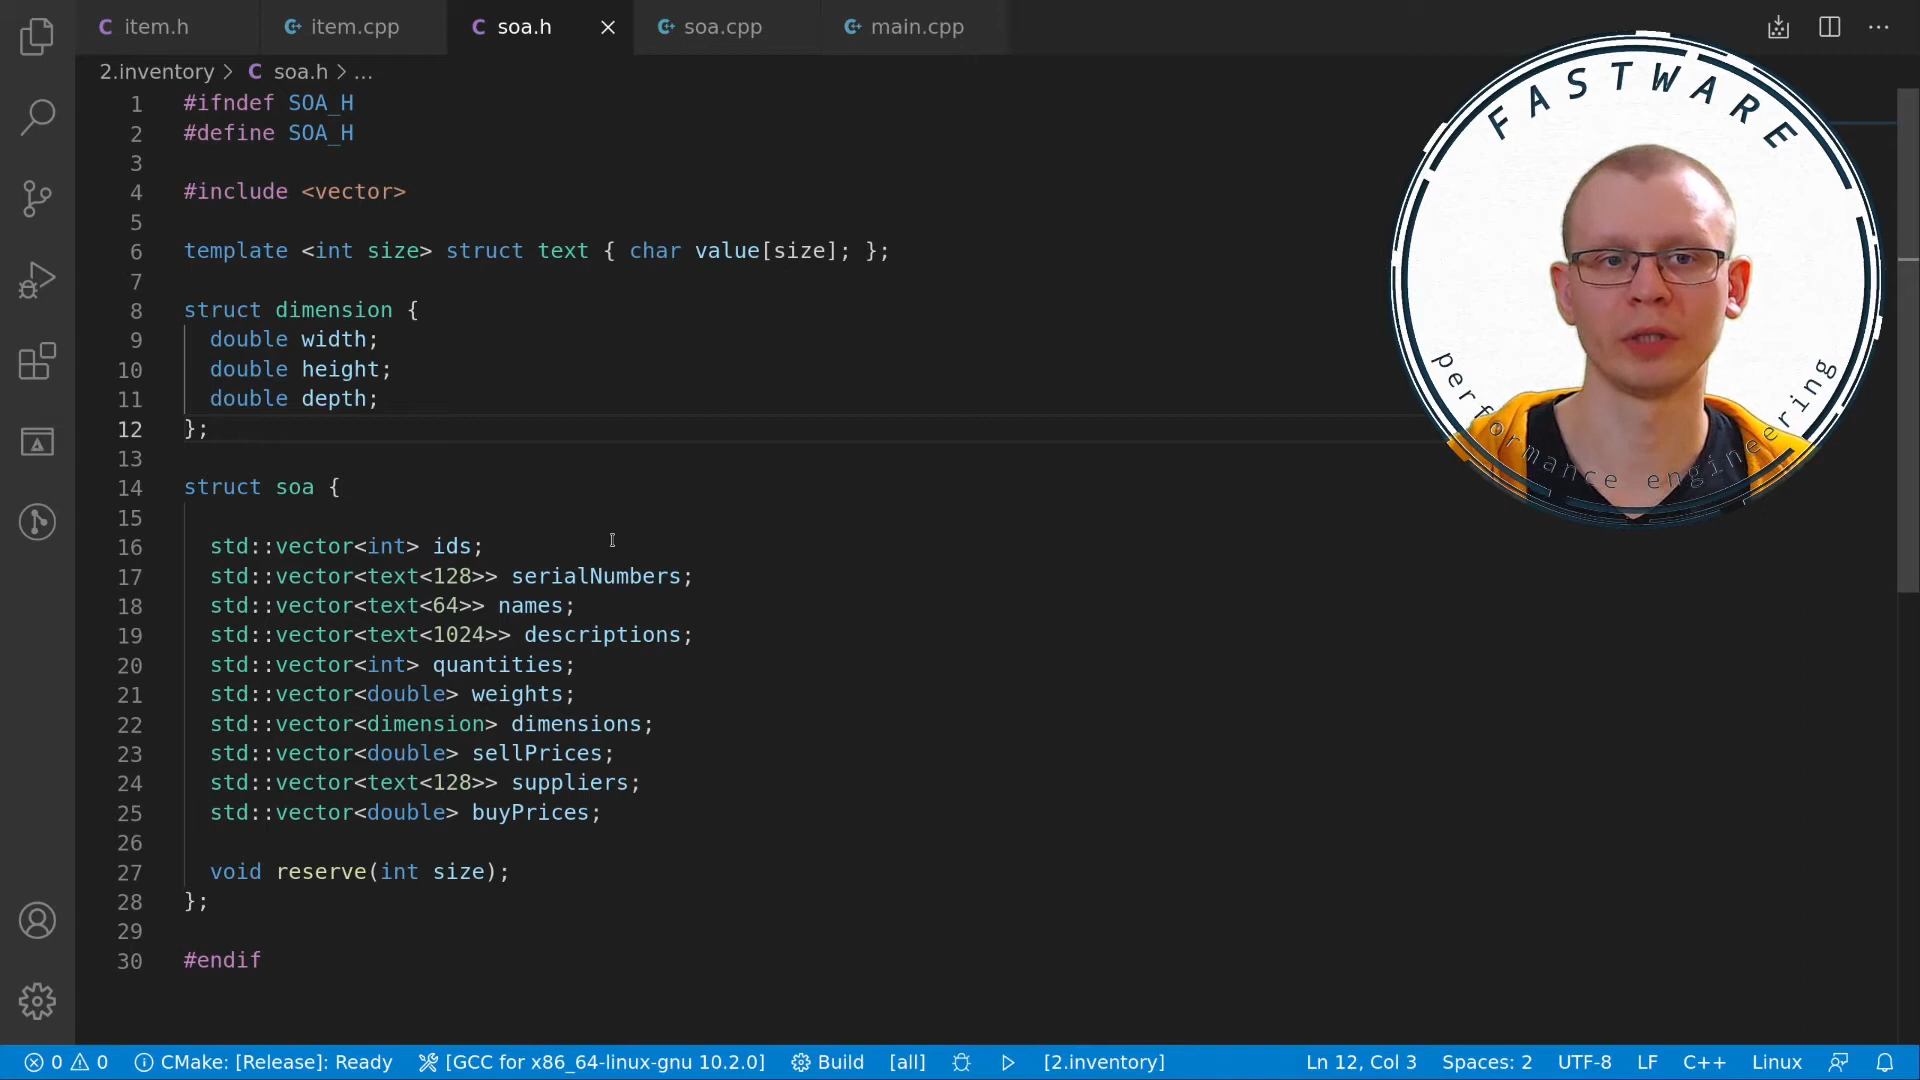 item.h item.cpp soa.h soa.cpp main.cpp
2.inventory > C soa.h > ...
1 #ifndef SOA_H
2 #define SOA_H
3
4 #include <vector>
5
6 template <int size> struct text { char value[size]; };
7
8 struct dimension {
9 double width;
10 double height;
11 double depth;
12 };
13
14 struct soa {
15
16 std::vector<int> ids;
17 std::vector<text<128>> serialNumbers;
18 std::vector<text<64>> names;
19 std::vector<text<1024>> descriptions;
20 std::vector<int> quantities;
21 std::vector<double> weights;
22 std::vector<dimension> dimensions;
23 std::vector<double> sellPrices;
24 std::vector<text<128>> suppliers;
25 std::vector<double> buyPrices;
26
27 void reserve(int size);
28 };
29
30 #endif
FASTWARE
performance engineering
0 0 CMake: [Release]: Ready [GCC for x86_64-linux-gnu 10.2.0] Build [all] [2.inventory] Ln 12, Col 3 Spaces: 2 UTF-8 LF C++ Linux